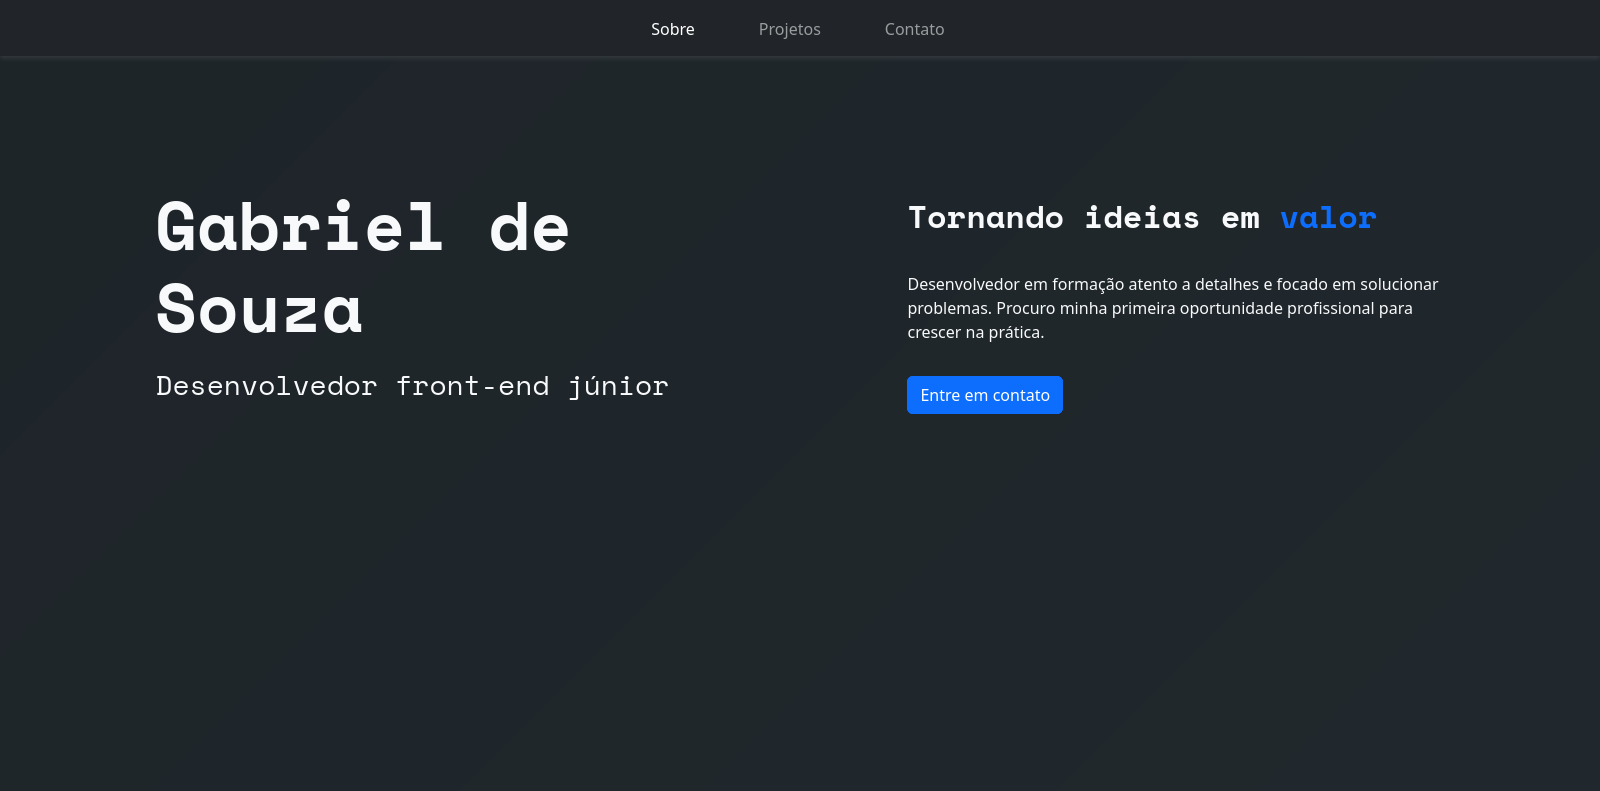 Sobre Projetos Contato
Gabriel de
Souza
Desenvolvedor front-end júnior
Tornando ideias em valor
Desenvolvedor em formação atento a detalhes e focado em solucionar
problemas. Procuro minha primeira oportunidade profissional para
crescer na prática.
Entre em contato